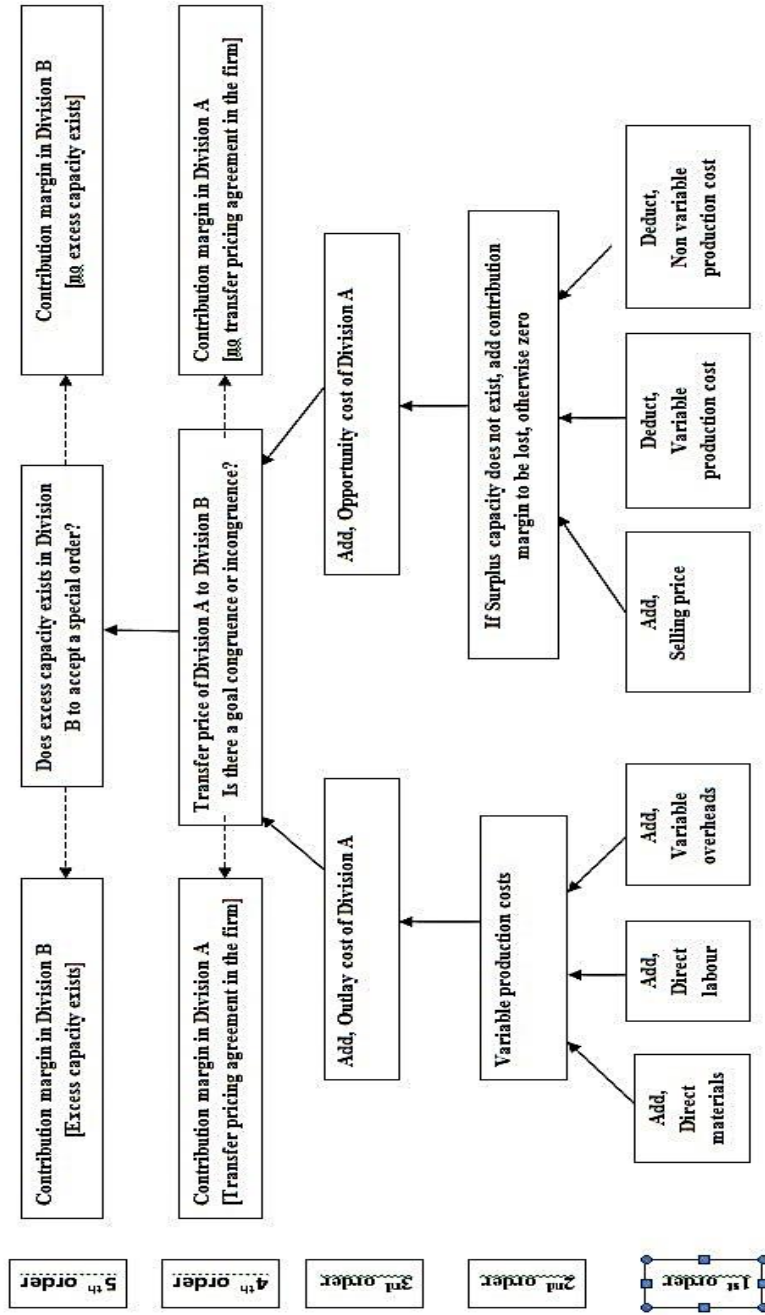 5th order
Contribution margin in Division B
[Excess capacity exists]
Does excess capacity exists in Division
B to accept a special order?
Contribution margin in Division B
[no excess capacity exists]
4th order
Contribution margin in Division A
[Transfer pricing agreement in the firm]
Transfer price of Division A to Division B
Is there a goal congruence or incongruence?
Contribution margin in Division A
[no transfer pricing agreement in the firm]
3rd order
Add, Outlay cost of Division A
Add, Opportunity cost of Division A
2nd order
Variable production costs
If Surplus capacity does not exist, add contribution
margin to be lost, otherwise zero
1st order
Add,
Direct
materials
Add,
Direct
labour
Add,
Variable
overheads
Add,
Selling price
Deduct,
Variable
production cost
Deduct,
Non variable
production cost